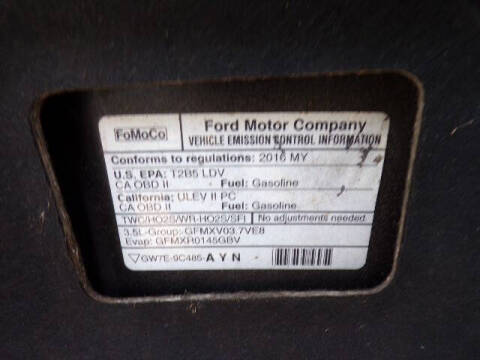 FoMoCo
Ford Motor Company
VEHICLE EMISSION CONTROL INFORMATION
Conforms to regulations: 2016 MY
U.S. EPA: T2B5 LDV
CA OBD II - Fuel: Gasoline
California: ULEV II PC
CA OBD II - Fuel: Gasoline
TWC/HO2S/WR-HO2S/SFI No adjustments needed.
3.5L-Group: GFMXV03.7VE8
Evap: GFMXR0145GBV
GW7E-9C485-AYN